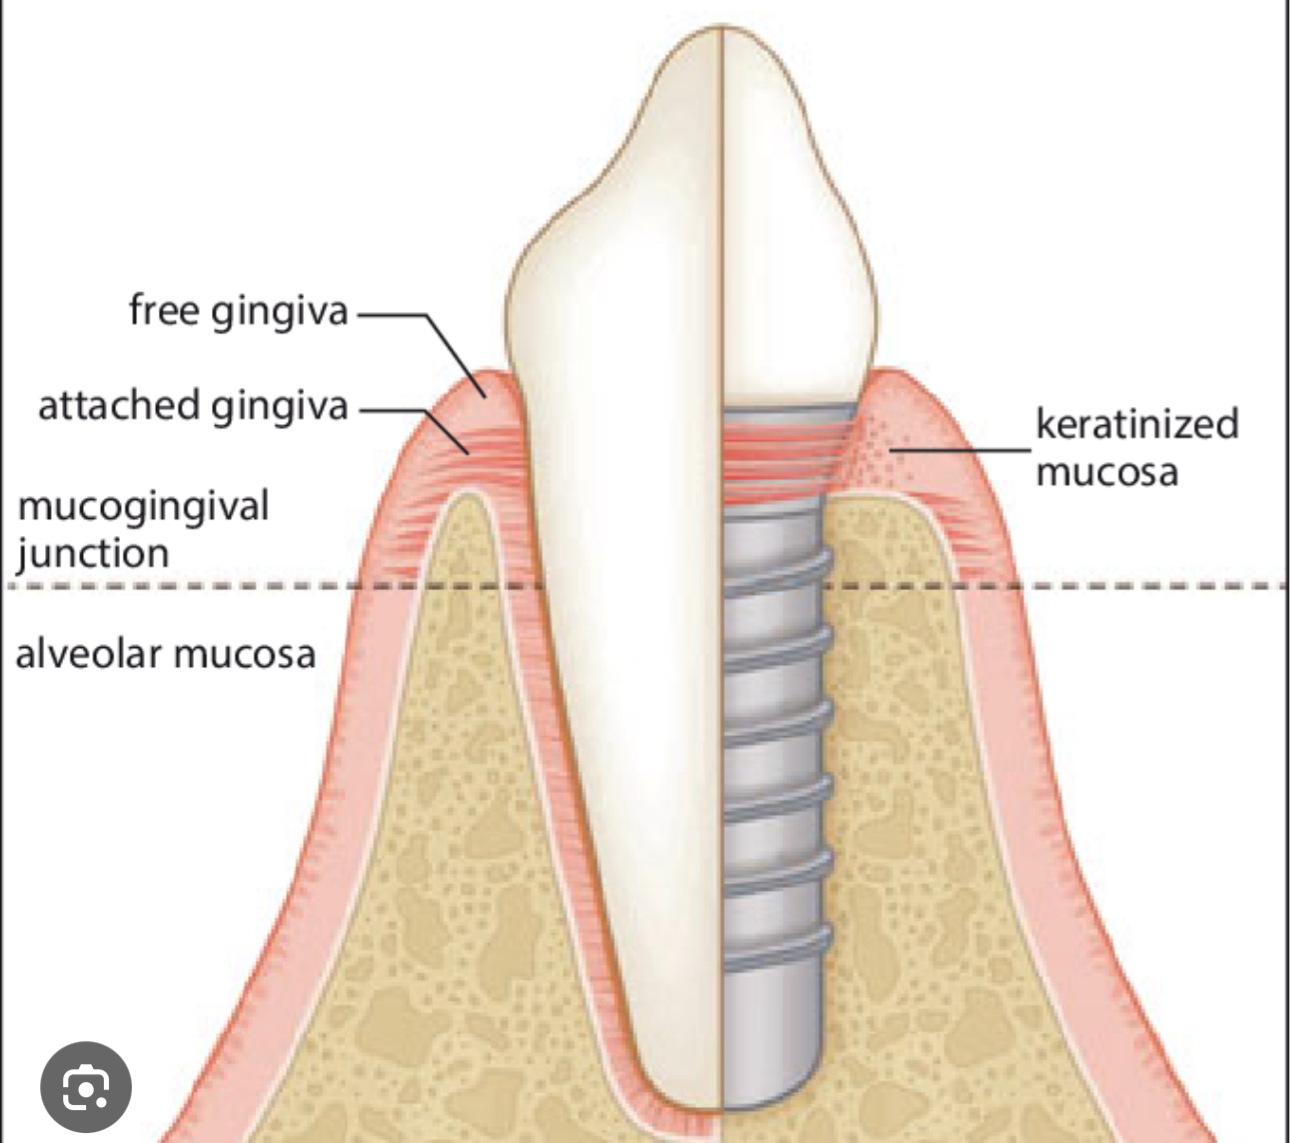 free gingiva
attached gingiva
keratinized
mucosa
mucogingival
junction
alveolar mucosa